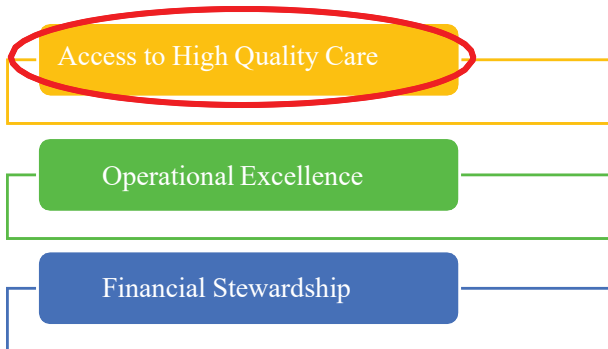 Access to High Quality Care
Operational Excellence
Financial Stewardship